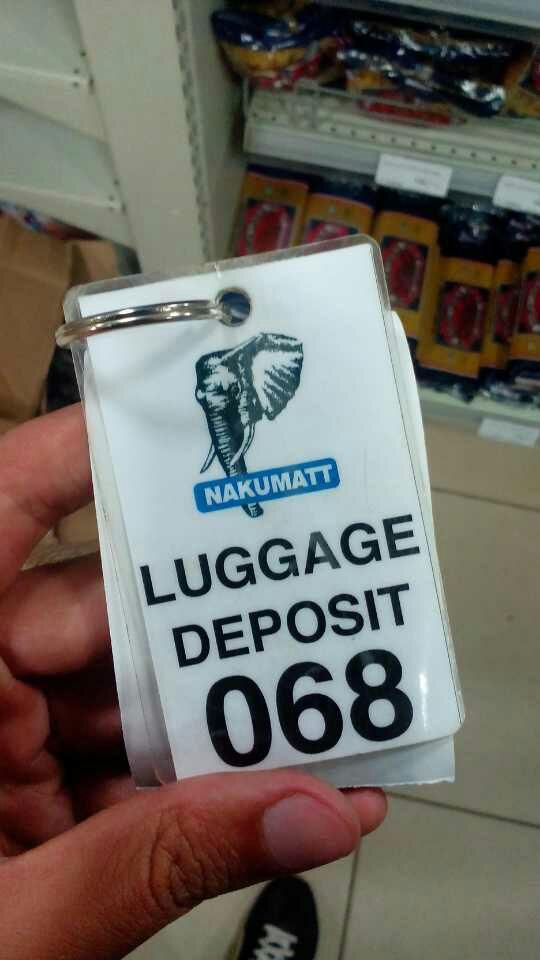 NAKUMATT
LUGGAGE
DEPOSIT
068